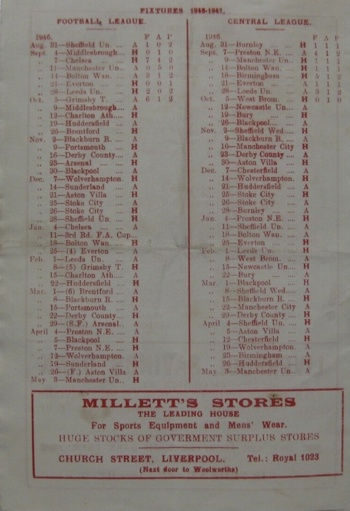 FIXTURES 1946-1947.
FOOTBALL LEAGUE.
1946. F A P
Aug. 31—Sheffield Un. ... A 1 0 2
Sept. 4—Middlesbrough... H 0 1 0
„ 7—Chelsea ... H 7 4 2
„ 11—Manchester Un. A 0 5 0
„ 14—Bolton Wan. ... A 3 1 2
„ 21—Everton ... H 0 0 1
„ 28—Leeds Un. ... H 2 0 2
Oct. 5—Grimsby T. ... A 6 1 2
„ 9—Middlesbrough... A
„ 12—Charlton Ath.... H
„ 19—Huddersfield ... A
„ 26—Brentford ... H
Nov. 2—Blackburn R. ... A
„ 9—Portsmouth ... H
„ 16—Derby County... A
„ 23—Arsenal ... H
„ 30—Blackpool ... A
Dec. 7—Wolverhampton. H
„ 14—Sunderland ... A
„ 21—Aston Villa ... H
„ 25—Stoke City ... A
„ 26—Stoke City ... H
„ 28—Sheffield Un. ... H
Jan. 4—Chelsea ... A
„ 11—3rd Rd. F.A. Cup.
„ 18—Bolton Wan. ... H
„ 25—(4) Everton ... A
Feb. 1—Leeds Un. ... A
„ 8—(5) Grimsby T. H
„ 15—Charlton Ath. ... A
„ 22—Huddersfield ... H
Mar. 1—(6) Brentford ... A
„ 8—Blackburn R. ... H
„ 15—Portsmouth ... A
„ 22—Derby County ... H
„ 29—(S.F.) Arsenal... A
April 4—Preston N.E. ... A
„ 5—Blackpool ... H
„ 7—Preston N.E. ... H
„ 12—Wolverhampton. A
„ 19—Sunderland ... H
„ 26—(F.) Aston Villa A
May 3—Manchester Un.. H
CENTRAL LEAGUE.
1946. F A P
Aug. 31—Burnley ... H 1 1 1
Sept. 7—Preston N.E. ... A 4 1 2
„ 9—Manchester Un... H 1 1 1
„ 14—Bolton Wan. ... H 1 1 1
„ 18—Birmingham ... H
„ 21—Everton ... A 1 1 1
„ 28—Leeds Un. ... A
Oct. 5—West Brom. ... H 0 1 0
„ 12—Newcastle Un. ... A
„ 19—Bury ... H
„ 26—Blackpool ... A
Nov. 2—Sheffield Wed.... H
„ 9—Blackburn R. ... A
„ 16—Manchester City H
„ 23—Derby County ... A
„ 30—Aston Villa ... H
Dec. 7—Chesterfield ... A
„ 14—Wolverhampton. H
„ 21—Huddersfield ... A
„ 25—Stoke City ... H
„ 26—Stoke City ... A
„ 28—Burnley ... A
Jan. 4—Preston N.E. ... H
„ 11—Sheffield Un. ... A
„ 18—Bolton Wan. ... A
„ 25—Everton ... H
Feb. 1—Leeds Un. ... H
„ 8—West Brom. ... A
„ 15—Newcastle Un. ... H
„ 22—Bury ... A
Mar. 1—Blackpool ... H
„ 8—Sheffield Wed. ... A
„ 15—Blackburn R. ... H
„ 22—Manchester City A
„ 29—Derby County ... H
April 4—Sheffield Un. ... H
„ 5—Aston Villa ... A
„ 12—Chesterfield ... H
„ 19—Wolverhampton. A
„ 23—Birmingham ... A
„ 26—Huddersfield ... H
May 3—Manchester Un.. A
MILLETT'S STORES
THE LEADING HOUSE
For Sports Equipment and Mens' Wear.
HUGE STOCKS OF GOVERMENT SURPLUS STORES
CHURCH STREET, LIVERPOOL. Tel.: Royal 1023
(Next door to Woolworths)